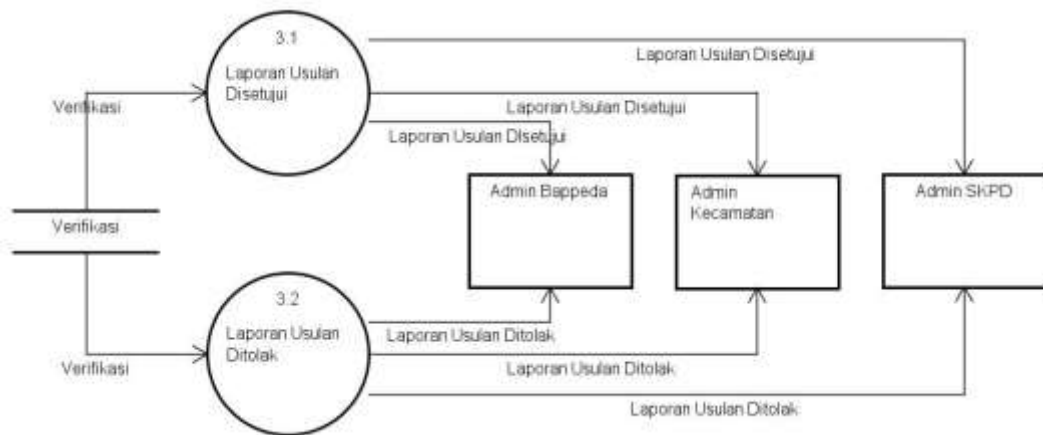 3.1
Laporan Usulan
Disetujui
Laporan Usulan Disetujui
Verifikasi
Laporan Usulan Disetujui
Laporan Usulan DIsetujui
Admin Bappeda
Admin
Kecamatan
Admin SKPD
Verifikasi
3.2
Laporan Usulan
Ditolak
Laporan Usulan Ditolak
Verifikasi
Laporan Usulan Ditolak
Laporan Usulan Ditolak